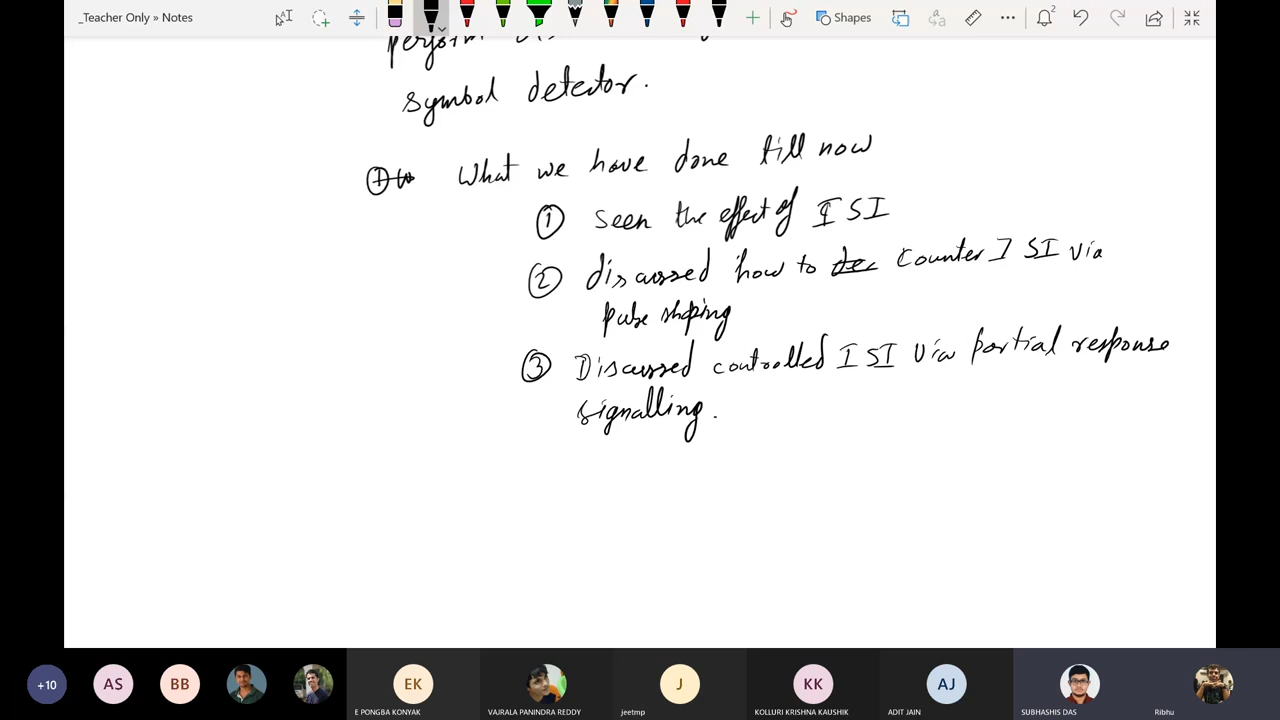 _Teacher Only » Notes
Shapes
2
perform
symbol detector.
What we have done till now
① Seen the effect of ISI
② discussed how to counter ISI via
pulse shaping
③ Discussed controlled ISI via partial response
signalling.
+10
AS
BB
EK
J
KK
AJ
E PONGBA KONYAK
VAJRALA PANINDRA REDDY
jeetmp
KOLLURI KRISHNA KAUSHIK
ADIT JAIN
SUBHASHIS DAS
Ribhu